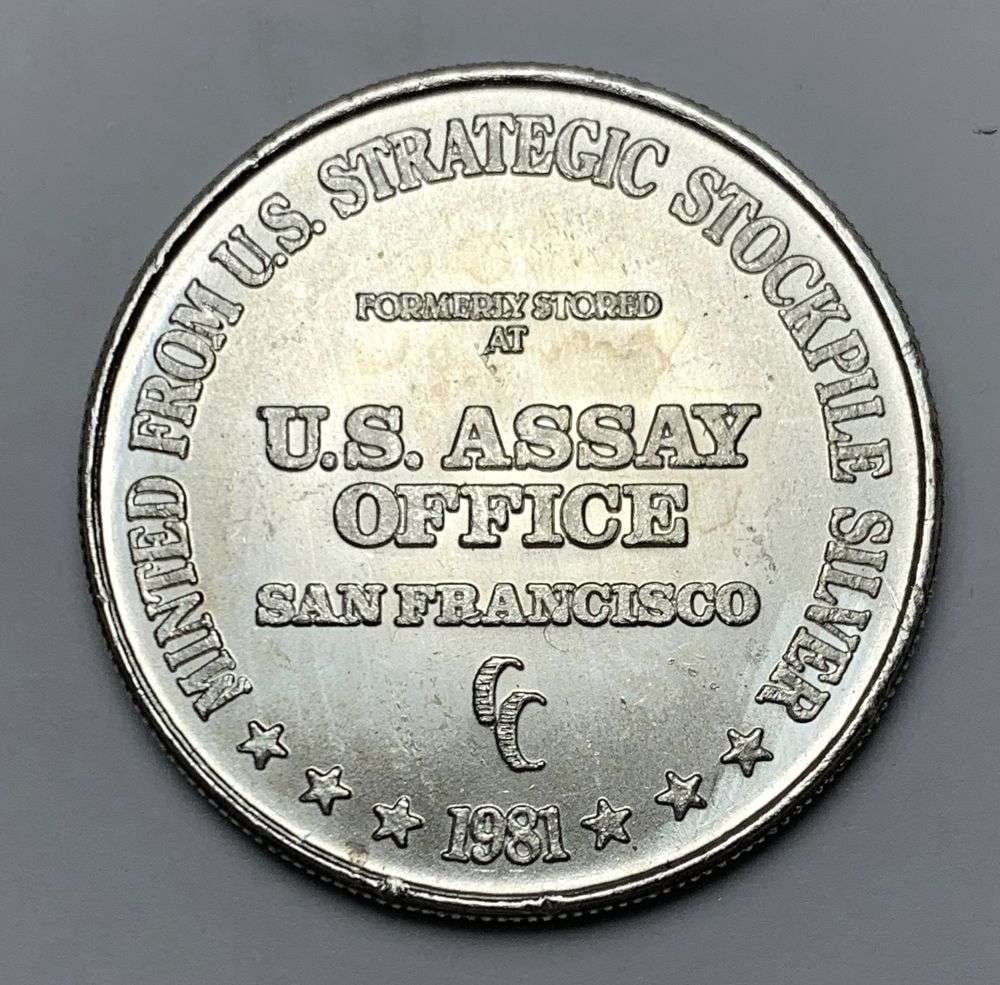 MINTED FROM U.S. STRATEGIC STOCKPILE SILVER
FORMERLY STORED
AT
U.S. ASSAY
OFFICE
SAN FRANCISCO
CC
1981